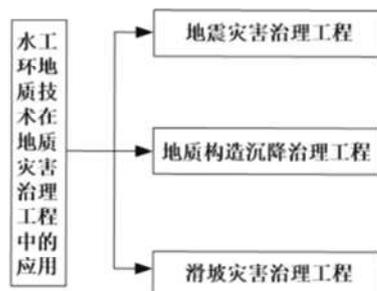 水工
环地
质技
术在
地质
灾害
治理
工程
中的
应用
地震灾害治理工程
地质构造沉降治理工程
滑坡灾害治理工程